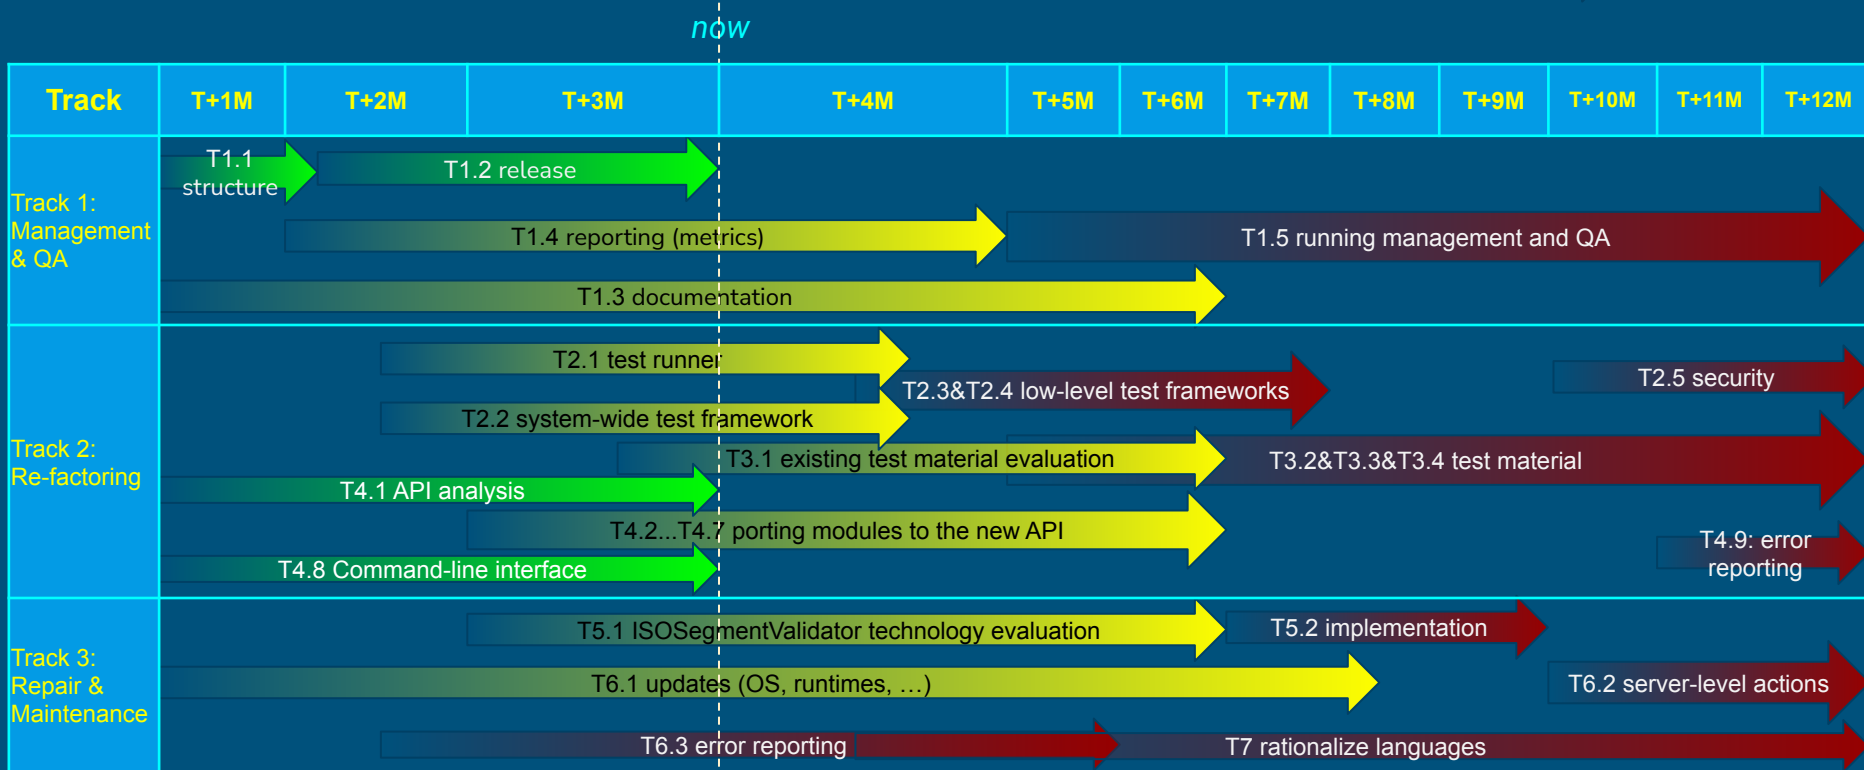 now
Track
T+1M
T+2M
T+3M
T+4M
T+5M
T+6M
T+7M
T+8M
T+9M
T+10M
T+11M
T+12M
Track 1:
Management
& QA
T1.1
structure
T1.2 release
T1.4 reporting (metrics)
T1.5 running management and QA
T1.3 documentation
Track 2:
Re-factoring
T2.1 test runner
T2.3&T2.4 low-level test frameworks
T2.5 security
T2.2 system-wide test framework
T3.1 existing test material evaluation
T3.2&T3.3&T3.4 test material
T4.1 API analysis
T4.2...T4.7 porting modules to the new API
T4.9: error
reporting
T4.8 Command-line interface
Track 3:
Repair &
Maintenance
T5.1 ISOSegmentValidator technology evaluation
T5.2 implementation
T6.1 updates (OS, runtimes, …)
T6.2 server-level actions
T6.3 error reporting
T7 rationalize languages